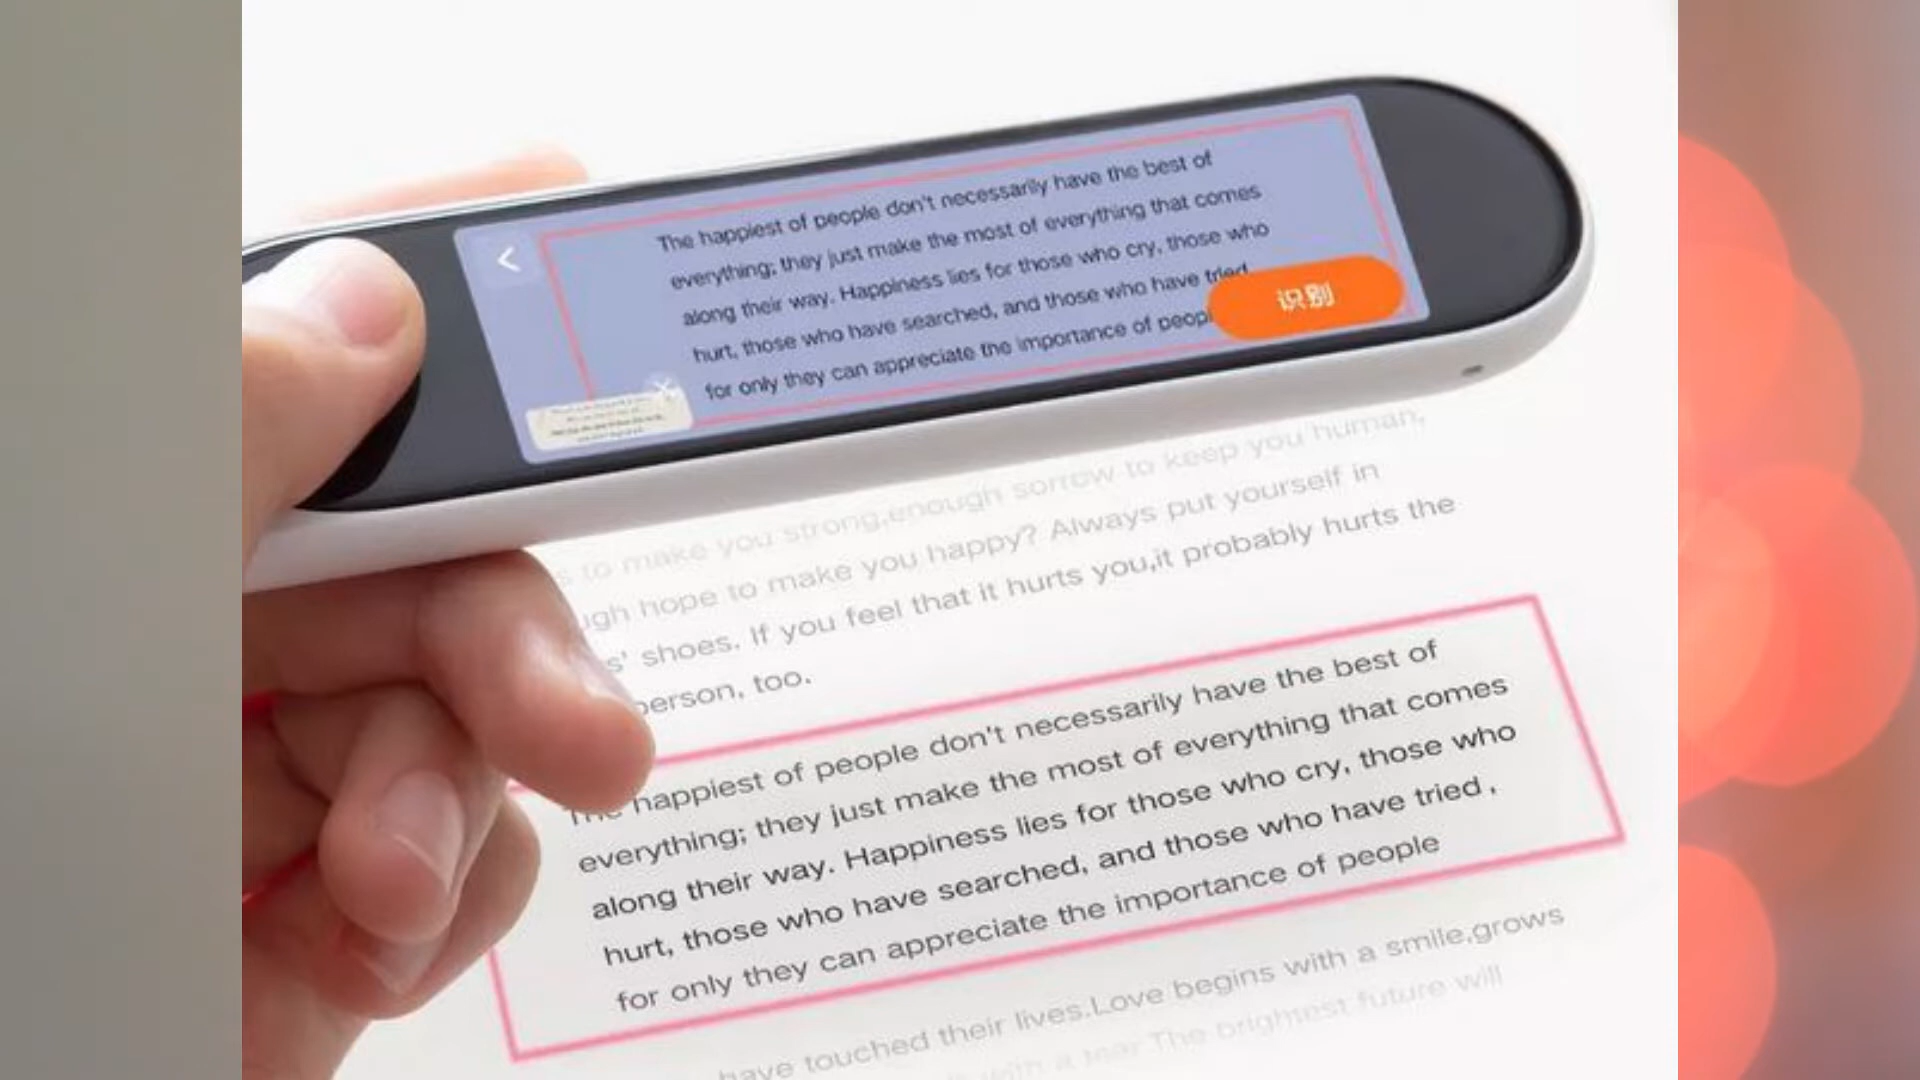 The happiest of people don't necessarily have the best of
everything; they just make the most of everything that comes
along their way. Happiness lies for those who cry, those who
hurt, those who have searched, and those who have tried
for only they can appreciate the importance of peopl
识别
to make you strong,enough sorrow to keep you human,
ugh hope to make you happy? Always put yourself in
s' shoes. If you feel that it hurts you,it probably hurts the
person, too.
The happiest of people don't necessarily have the best of
everything; they just make the most of everything that comes
along their way. Happiness lies for those who cry, those who
hurt, those who have searched, and those who have tried,
for only they can appreciate the importance of people
have touched their lives.Love begins with a smile,grows
with a tear.The brightest future will